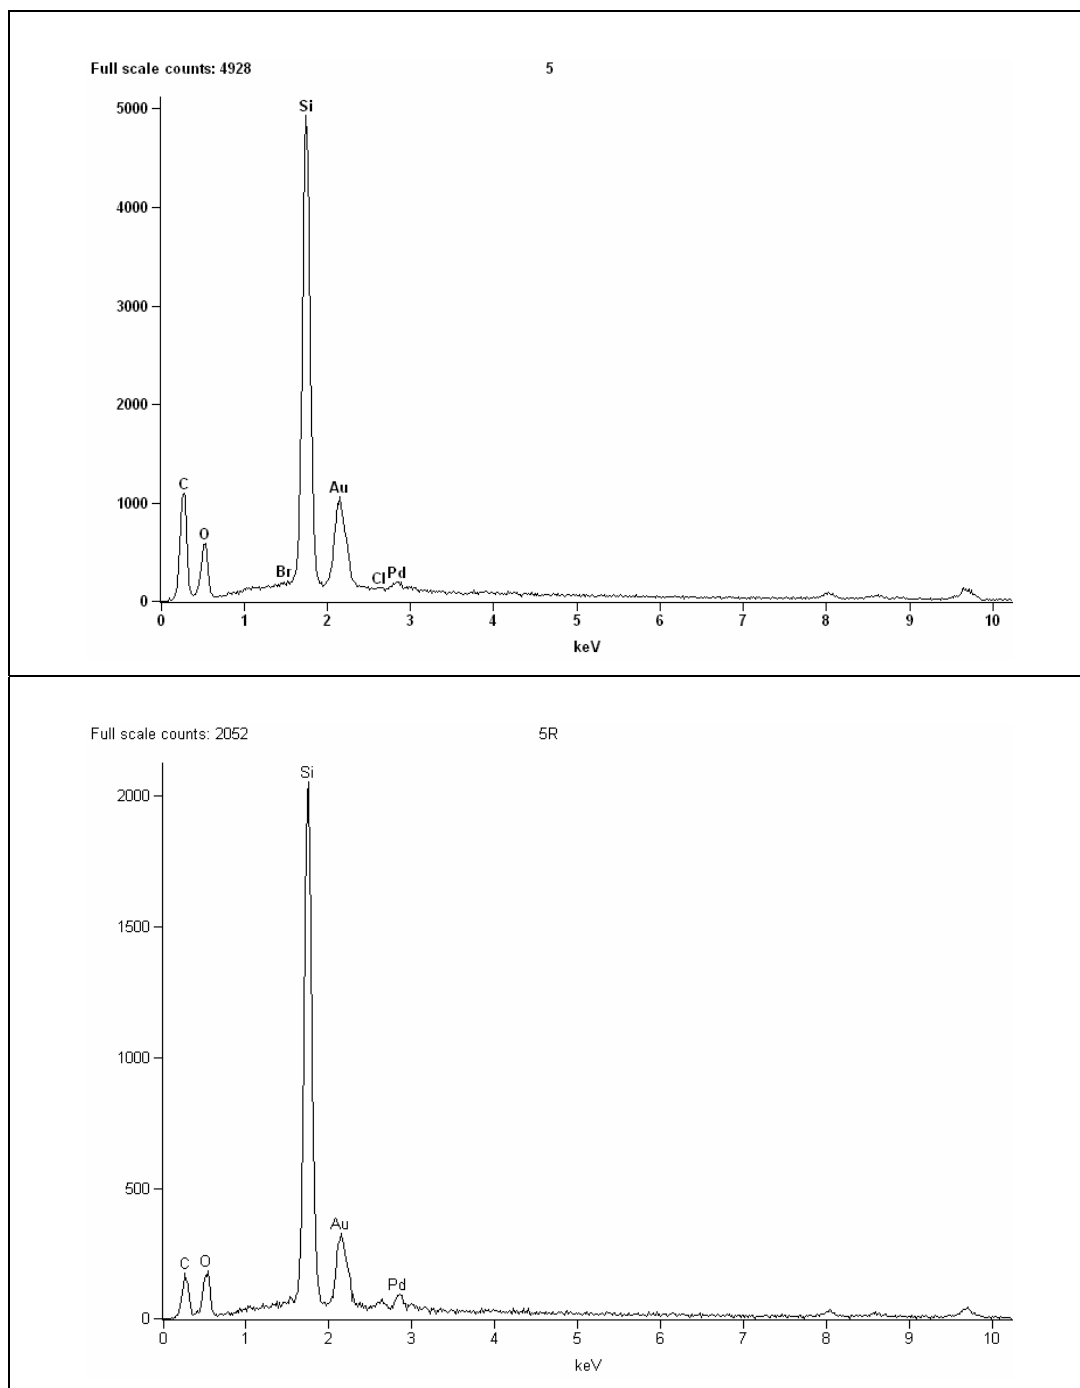 Full scale counts: 4928 5
5000
Si
4000
3000
2000
C
1000
Au
O
Br
Cl Pd
0
0 1 2 3 4 5 6 7 8 9 10
keV
Full scale counts: 2052 5R
Si
2000
1500
1000
500
Au
C O
Pd
0
0 1 2 3 4 5 6 7 8 9 10
keV